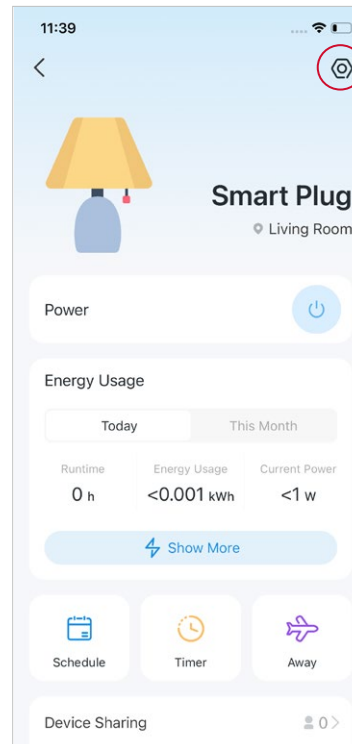 11:39
Smart Plug
Living Room
Power
Energy Usage
Today This Month
Runtime Energy Usage Current Power
0 h <0.001 kWh <1 w
Show More
Schedule Timer Away
Device Sharing 0